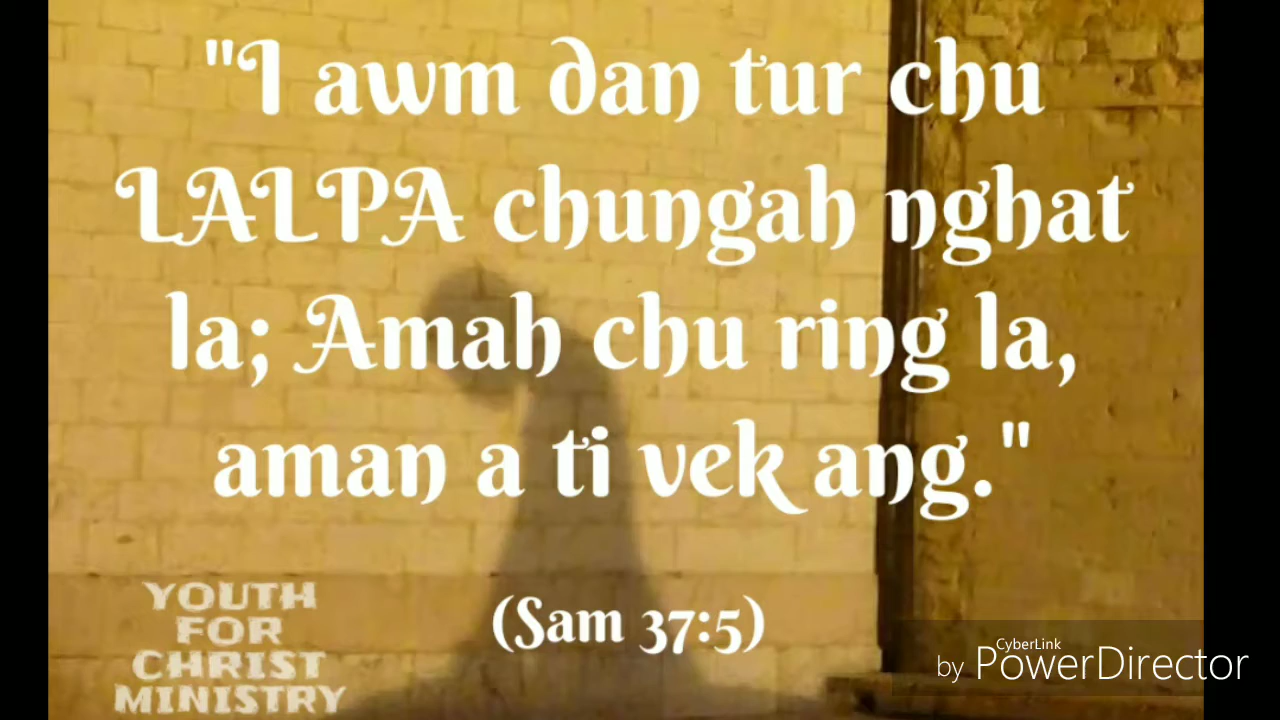 "I awm dan tur chu
LALPA chungah nghat
la; Amah chu ring la,
aman a ti vek ang."
(Sam 37:5)
YOUTH
FOR
CHRIST
MINISTRY
CyberLink
by PowerDirector